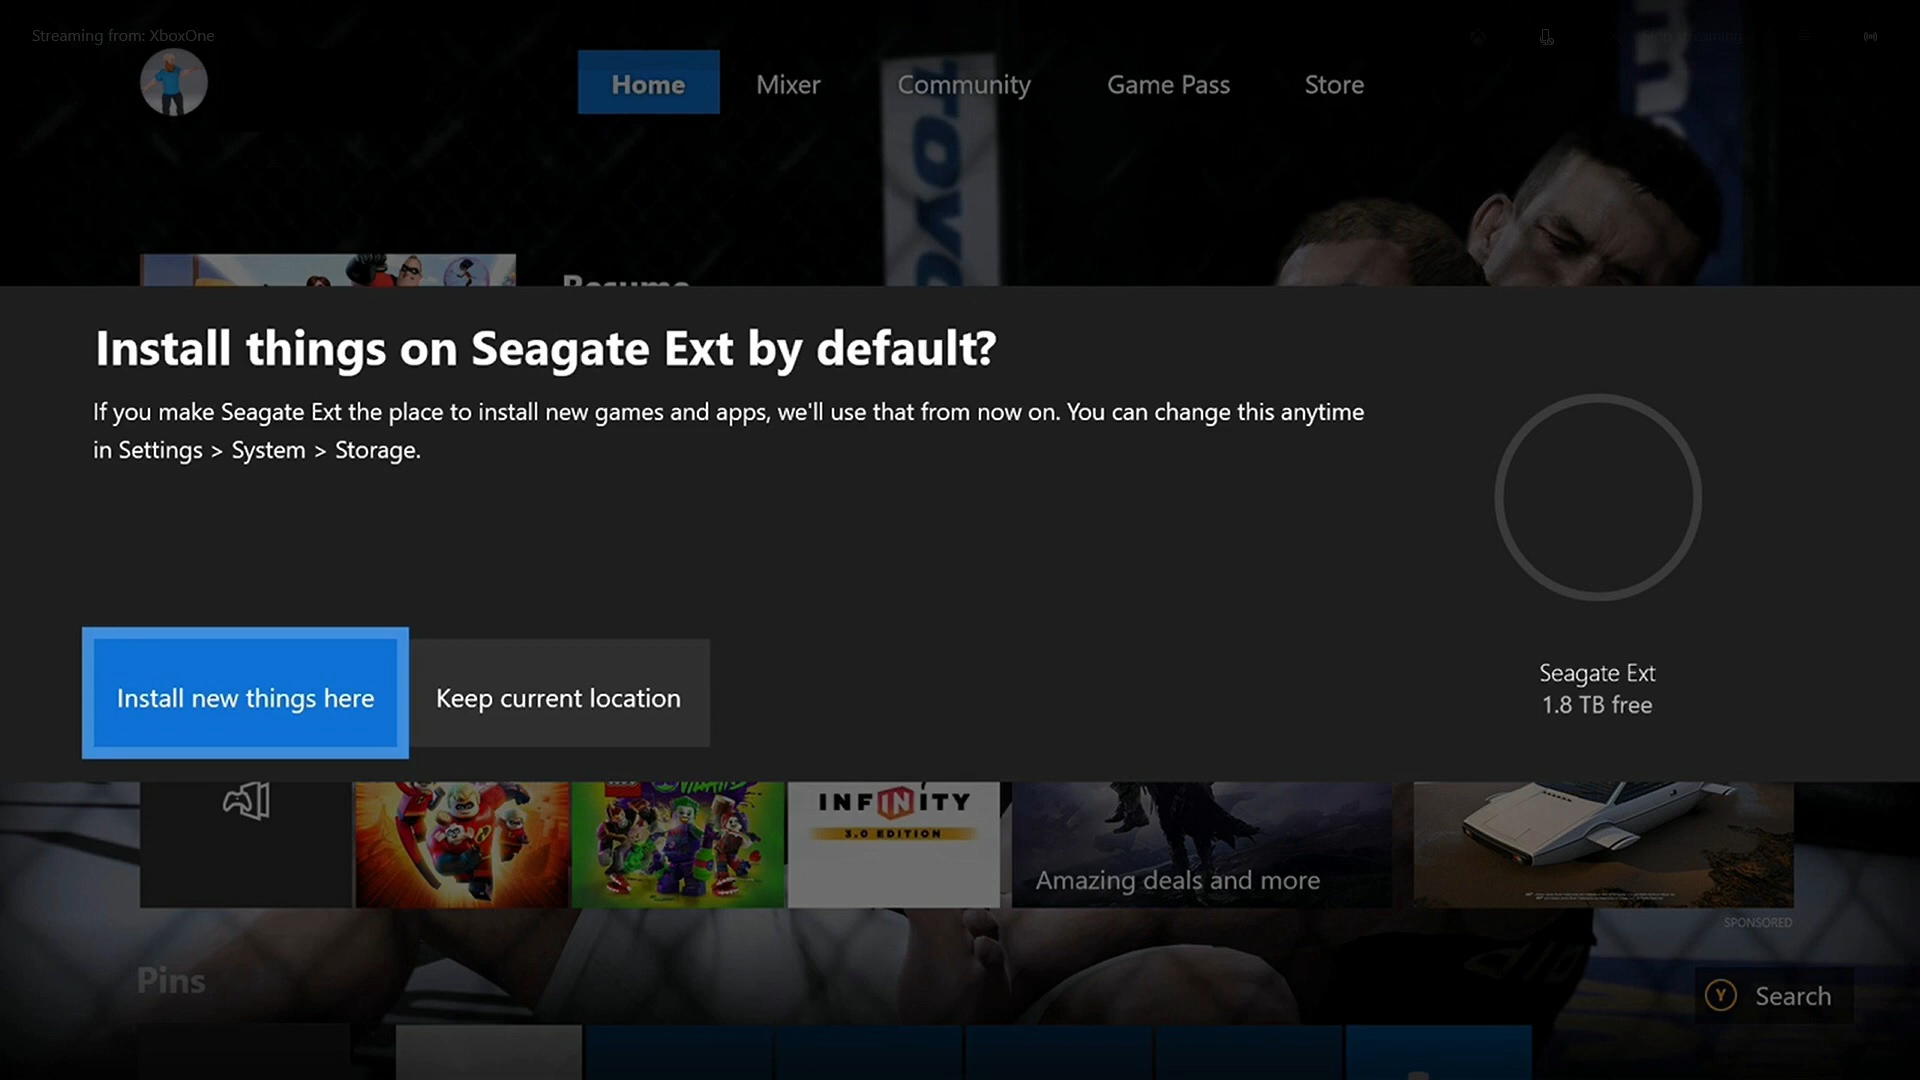 Streaming from: XboxOne
Home
Mixer
Community
Game Pass
Store
Resume
Install things on Seagate Ext by default?
If you make Seagate Ext the place to install new games and apps, we'll use that from now on. You can change this anytime
in Settings > System > Storage.
Install new things here
Keep current location
Seagate Ext
1.8 TB free
INFINITY
3.0 EDITION
Amazing deals and more
SPONSORED
Pins
Y Search